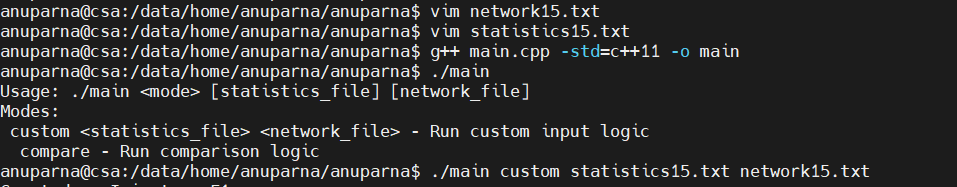 anuparna@csa:/data/home/anuparna/anuparna$ vim network15.txt
anuparna@csa:/data/home/anuparna/anuparna$ vim statistics15.txt
anuparna@csa:/data/home/anuparna/anuparna$ g++ main.cpp -std=c++11 -o main
anuparna@csa:/data/home/anuparna/anuparna$ ./main
Usage: ./main <mode> [statistics_file] [network_file]
Modes:
 custom <statistics_file> <network_file> - Run custom input logic
  compare - Run comparison logic
anuparna@csa:/data/home/anuparna/anuparna$ ./main custom statistics15.txt network15.txt